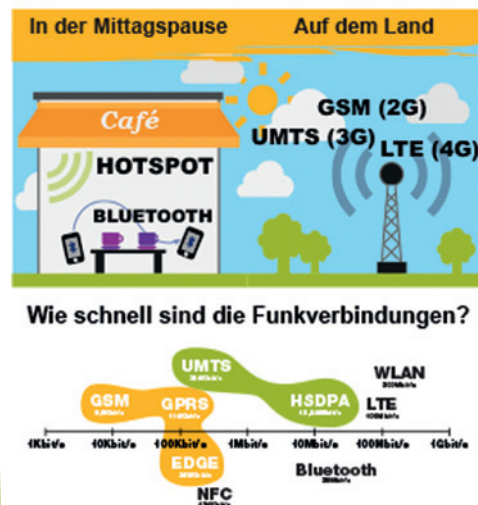 In der Mittagspause
Auf dem Land
Café
HOTSPOT
BLUETOOTH
GSM (2G)
UMTS (3G)
LTE (4G)
Wie schnell sind die Funkverbindungen?
UMTS
WLAN
GSM
GPRS
HSDPA
LTE
1Kbit/s 10Kbit/s 100Kbit/s 1Mbit/s 10Mbit/s 100Mbit/s 1Gbit/s
EDGE
Bluetooth
NFC